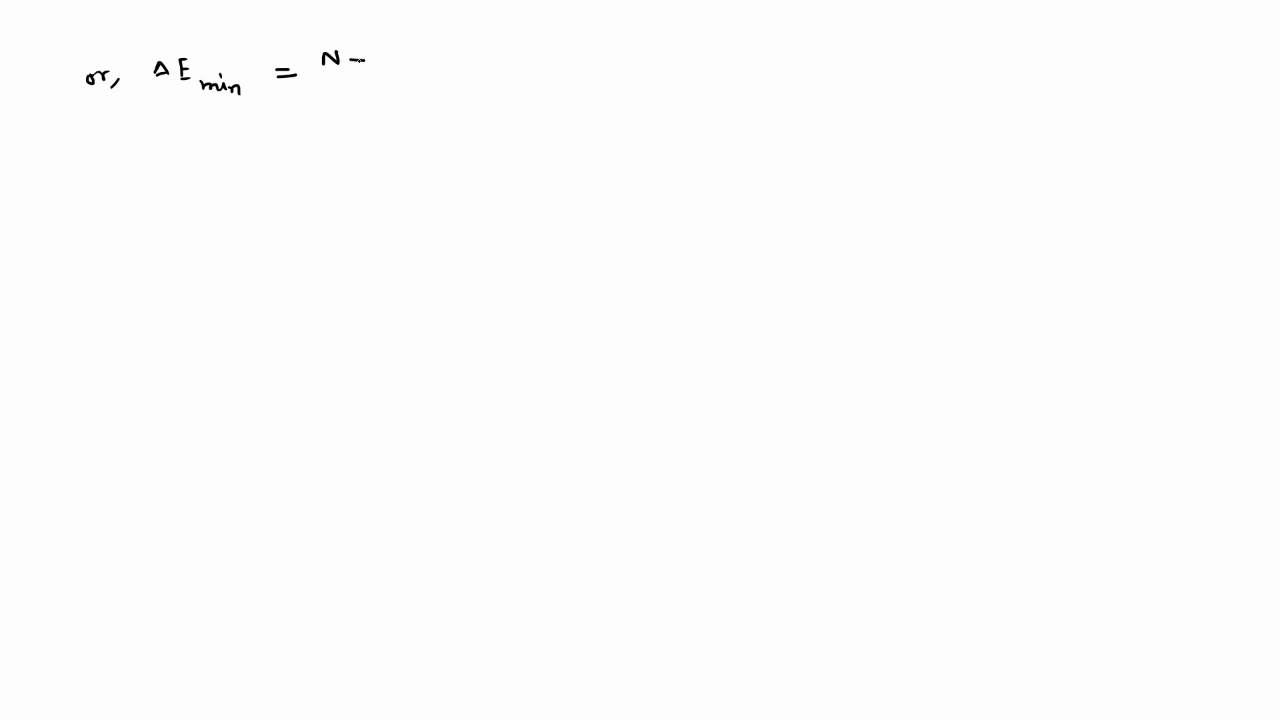 or, ΔE min = N -